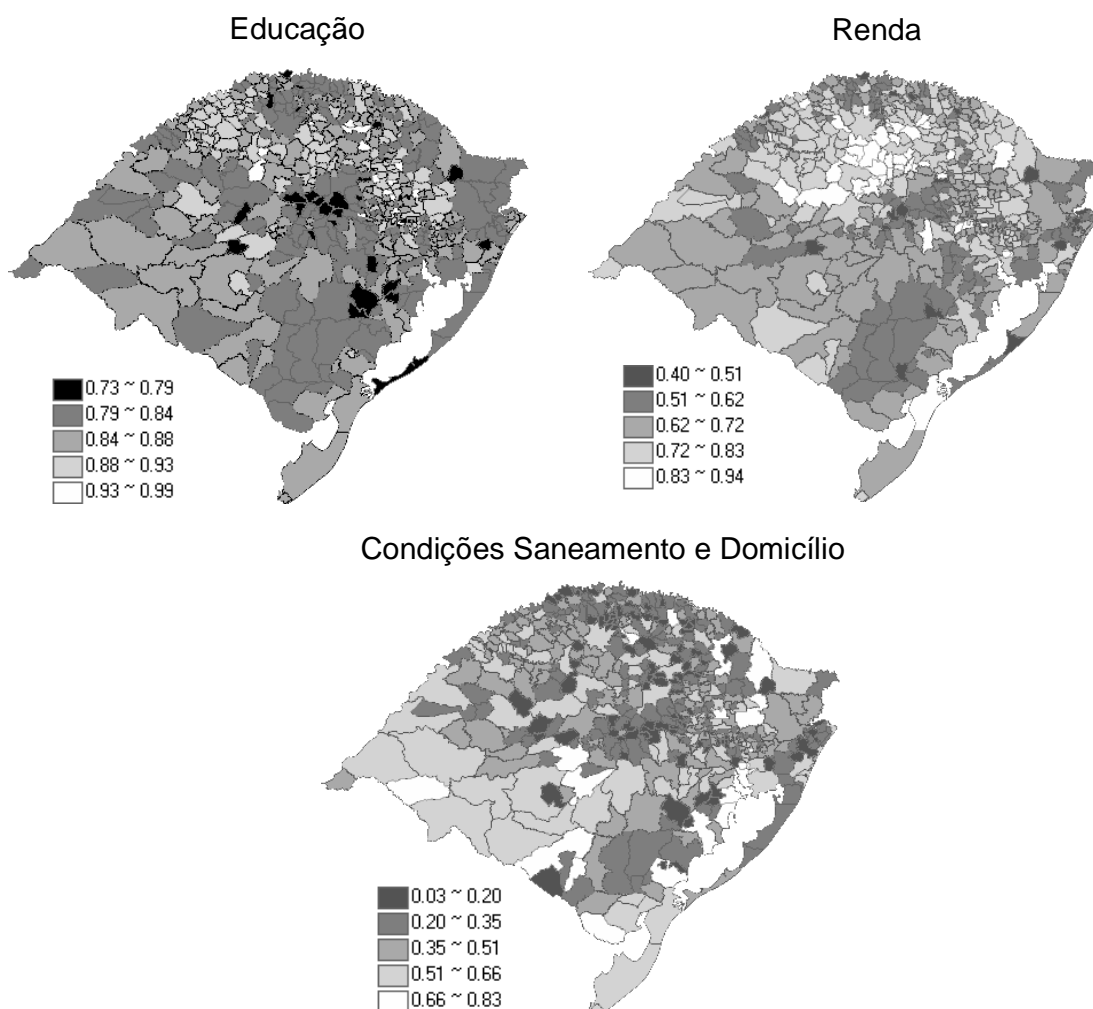 Educação
Renda
0.73 ~ 0.79
0.79 ~ 0.84
0.84 ~ 0.88
0.88 ~ 0.93
0.93 ~ 0.99
0.40 ~ 0.51
0.51 ~ 0.62
0.62 ~ 0.72
0.72 ~ 0.83
0.83 ~ 0.94
Condições Saneamento e Domicílio
0.03 ~ 0.20
0.20 ~ 0.35
0.35 ~ 0.51
0.51 ~ 0.66
0.66 ~ 0.83